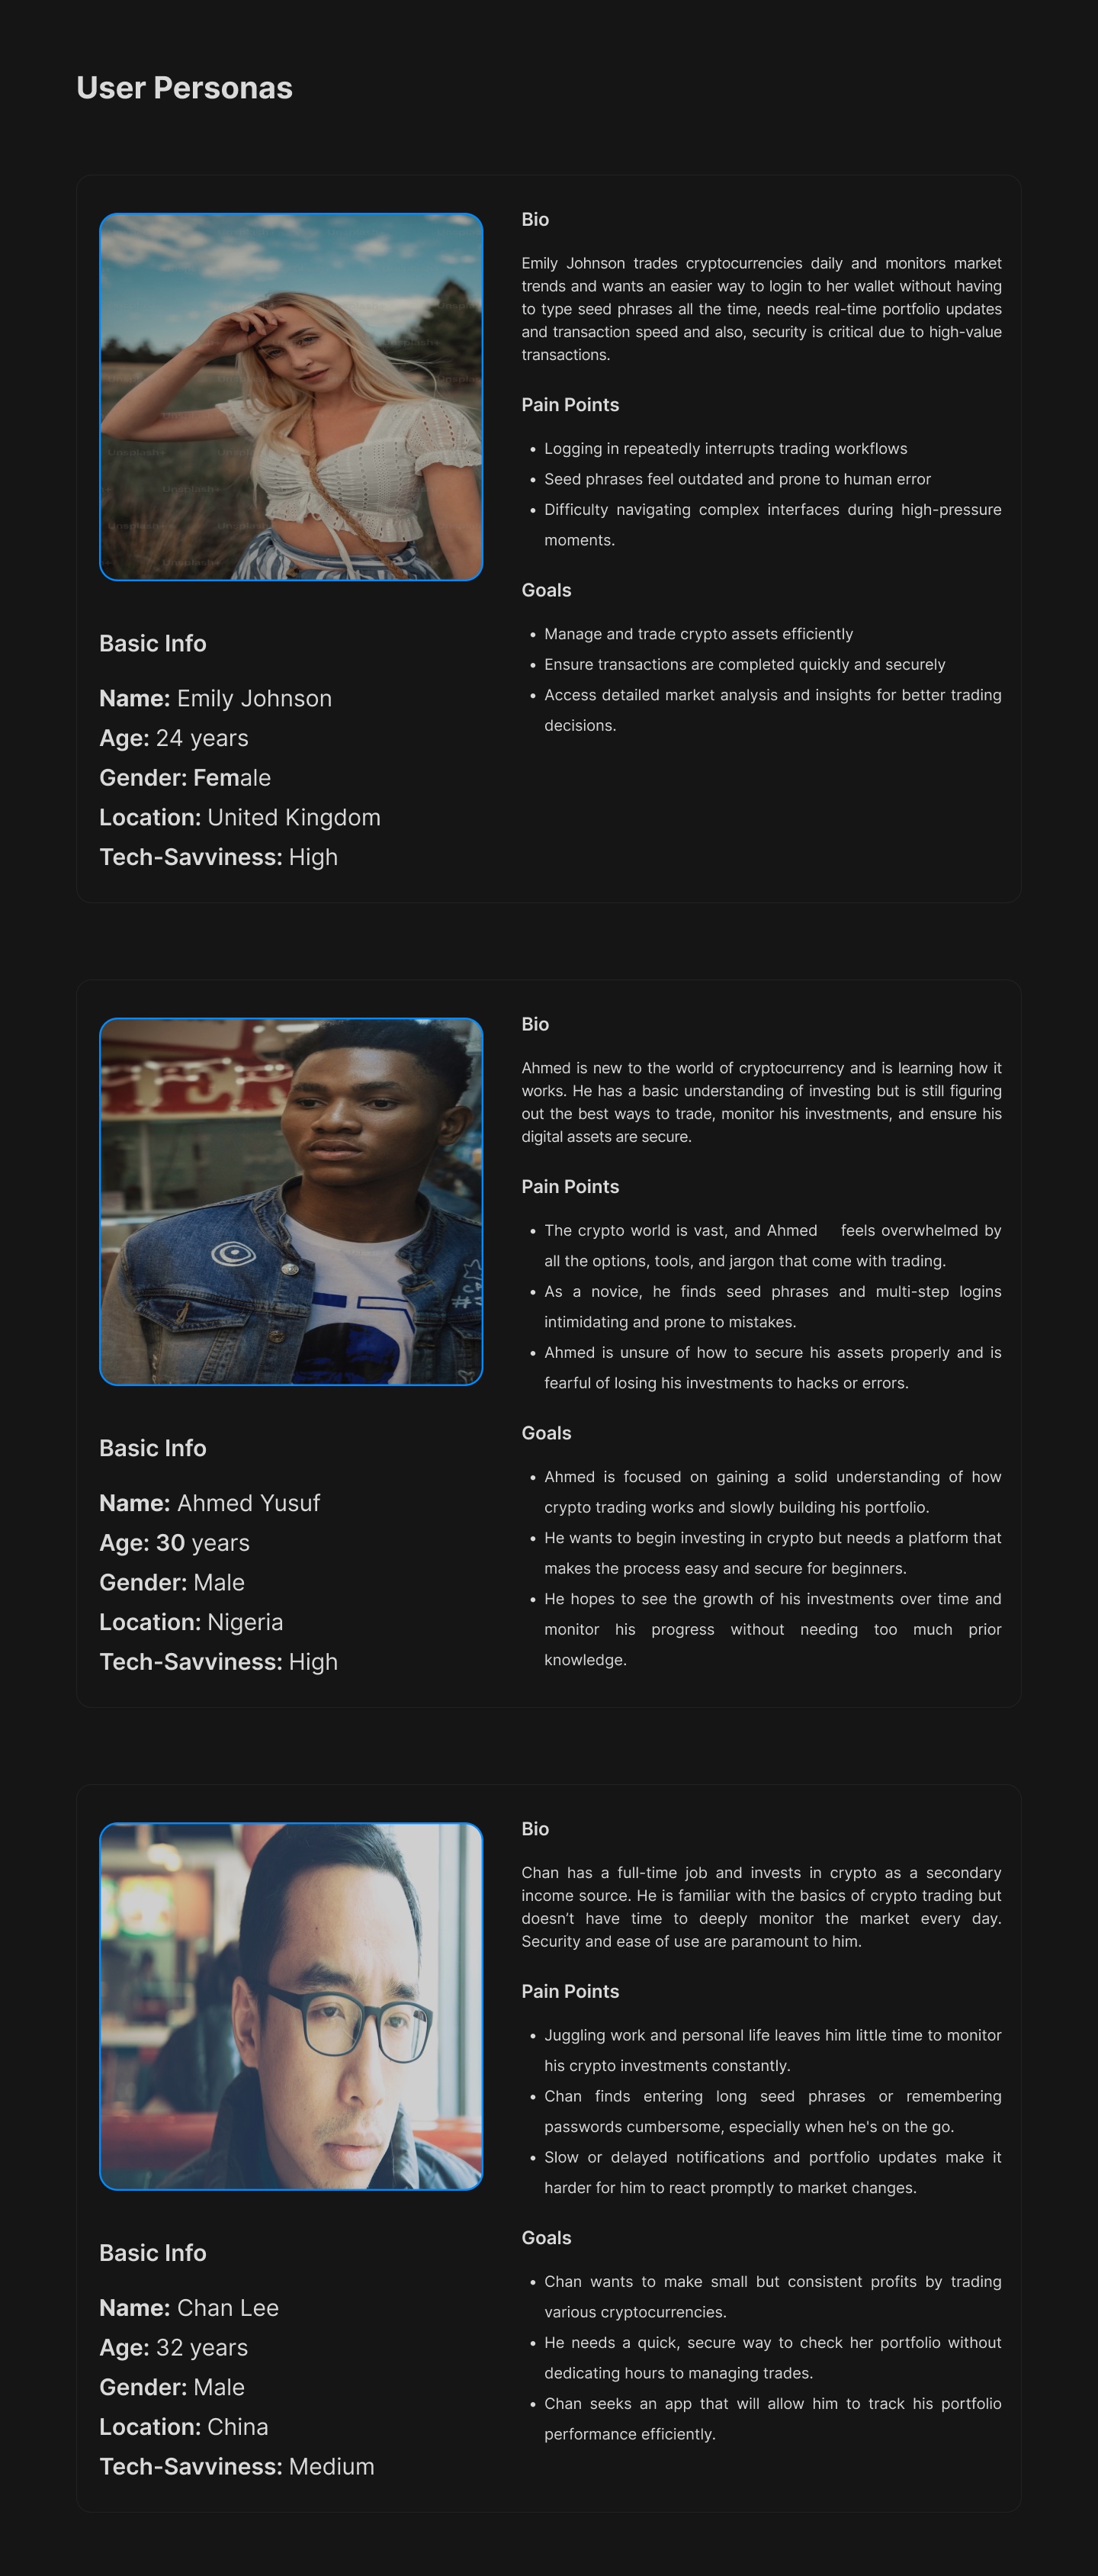 User Personas
Bio
Emily Johnson trades cryptocurrencies daily and monitors market
trends and wants an easier way to login to her wallet without having
to type seed phrases all the time, needs real-time portfolio updates
and transaction speed and also, security is critical due to high-value
transactions.
Pain Points
• Logging in repeatedly interrupts trading workflows
• Seed phrases feel outdated and prone to human error
• Difficulty navigating complex interfaces during high-pressure
moments.
Goals
• Manage and trade crypto assets efficiently
• Ensure transactions are completed quickly and securely
• Access detailed market analysis and insights for better trading
decisions.
Basic Info
Name: Emily Johnson
Age: 24 years
Gender: Female
Location: United Kingdom
Tech-Savviness: High
Bio
Ahmed is new to the world of cryptocurrency and is learning how it
works. He has a basic understanding of investing but is still figuring
out the best ways to trade, monitor his investments, and ensure his
digital assets are secure.
Pain Points
• The crypto world is vast, and Ahmed feels overwhelmed by
all the options, tools, and jargon that come with trading.
• As a novice, he finds seed phrases and multi-step logins
intimidating and prone to mistakes.
• Ahmed is unsure of how to secure his assets properly and is
fearful of losing his investments to hacks or errors.
Goals
• Ahmed is focused on gaining a solid understanding of how
crypto trading works and slowly building his portfolio.
• He wants to begin investing in crypto but needs a platform that
makes the process easy and secure for beginners.
• He hopes to see the growth of his investments over time and
monitor his progress without needing too much prior
knowledge.
Basic Info
Name: Ahmed Yusuf
Age: 30 years
Gender: Male
Location: Nigeria
Tech-Savviness: High
Bio
Chan has a full-time job and invests in crypto as a secondary
income source. He is familiar with the basics of crypto trading but
doesn’t have time to deeply monitor the market every day.
Security and ease of use are paramount to him.
Pain Points
• Juggling work and personal life leaves him little time to monitor
his crypto investments constantly.
• Chan finds entering long seed phrases or remembering
passwords cumbersome, especially when he's on the go.
• Slow or delayed notifications and portfolio updates make it
harder for him to react promptly to market changes.
Goals
• Chan wants to make small but consistent profits by trading
various cryptocurrencies.
• He needs a quick, secure way to check her portfolio without
dedicating hours to managing trades.
• Chan seeks an app that will allow him to track his portfolio
performance efficiently.
Basic Info
Name: Chan Lee
Age: 32 years
Gender: Male
Location: China
Tech-Savviness: Medium